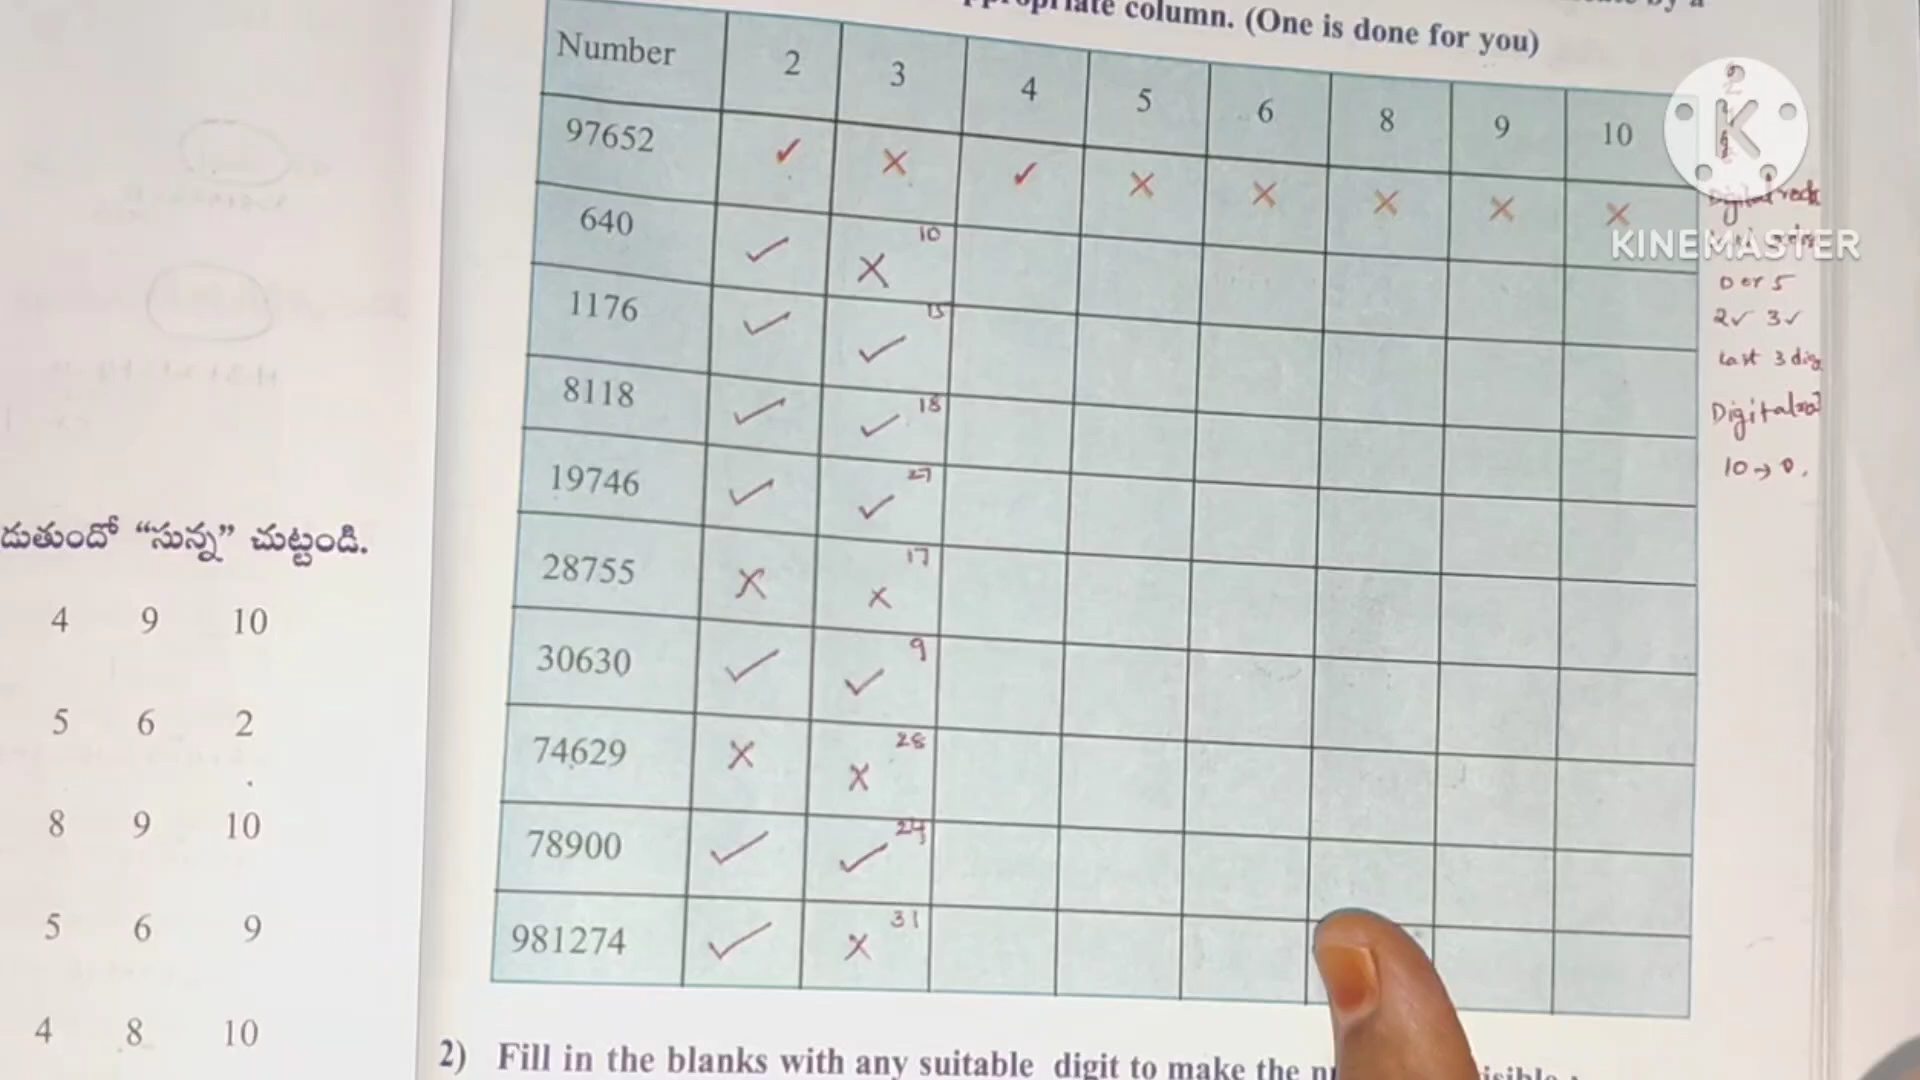 column. (One is done for you)
Number 2 3 4 5 6 8 9 10
97652 ✓ × ✓ × × × × ×
640 ✓ × 10
1176 ✓ ✓ 15
8118 ✓ ✓ 18
19746 ✓ ✓ 27
28755 × × 17
30630 ✓ ✓ 9
74629 × × 28
78900 ✓ ✓ 24
981274 ✓ × 31
2) Fill in the blanks with any suitable digit to make the
K
KINEMASTER
0 or 5
2✓ 3✓
Last 3 dig
10 → 0.
“సున్న” చుట్టండి.
4 9 10
5 6 2
8 9 10
5 6 9
4 8 10